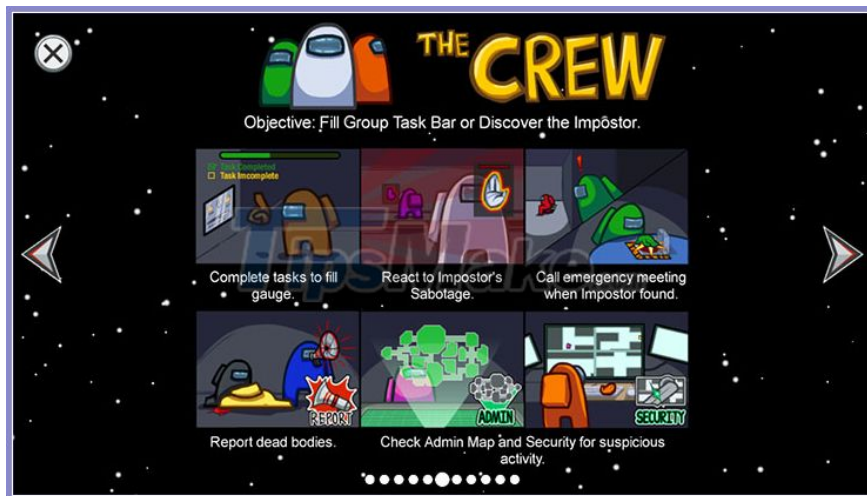 THE CREW
Objective: Fill Group Task Bar or Discover the Impostor.
Task Completed
Task Incomplete
Complete tasks to fill
gauge.
React to Impostor's
Sabotage.
Call emergency meeting
when Impostor found.
TipsMake
REPORT
ADMIN
SECURITY
Report dead bodies.
Check Admin Map and Security for suspicious
activity.